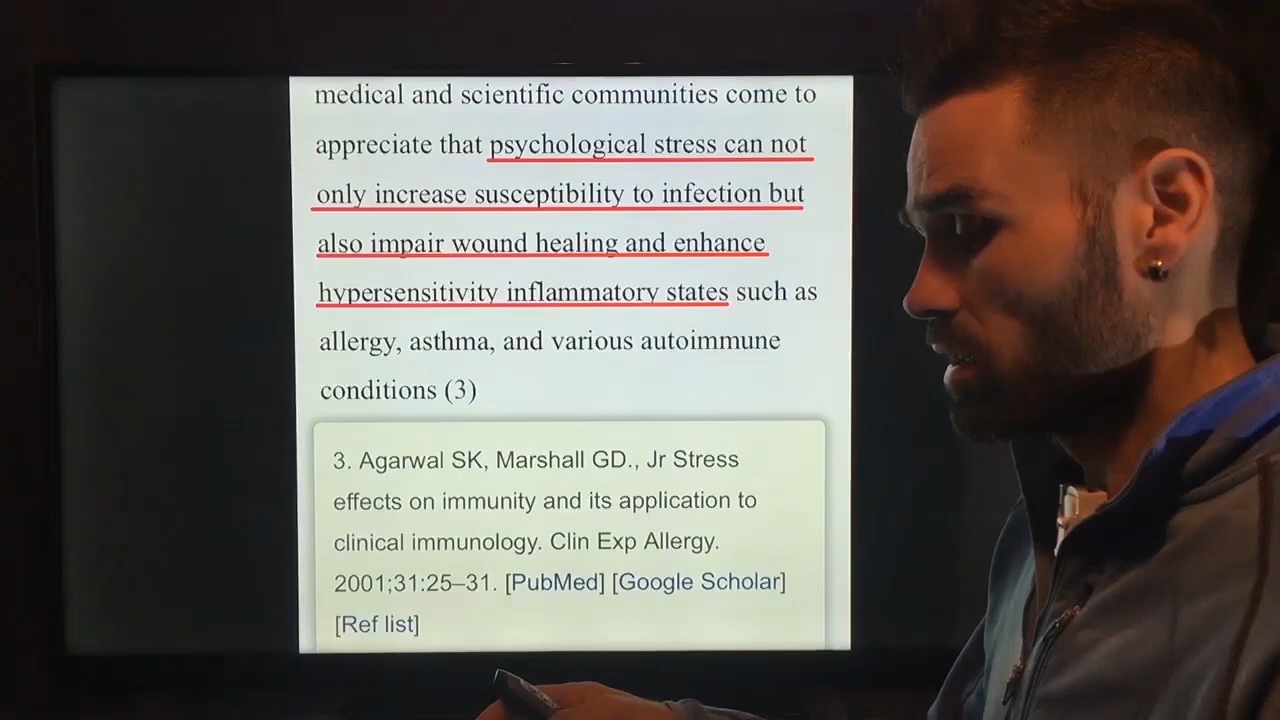 medical and scientific communities come to
appreciate that psychological stress can not
only increase susceptibility to infection but
also impair wound healing and enhance
hypersensitivity inflammatory states such as
allergy, asthma, and various autoimmune
conditions (3)
3. Agarwal SK, Marshall GD., Jr Stress
effects on immunity and its application to
clinical immunology. Clin Exp Allergy.
2001;31:25–31. [PubMed] [Google Scholar]
[Ref list]